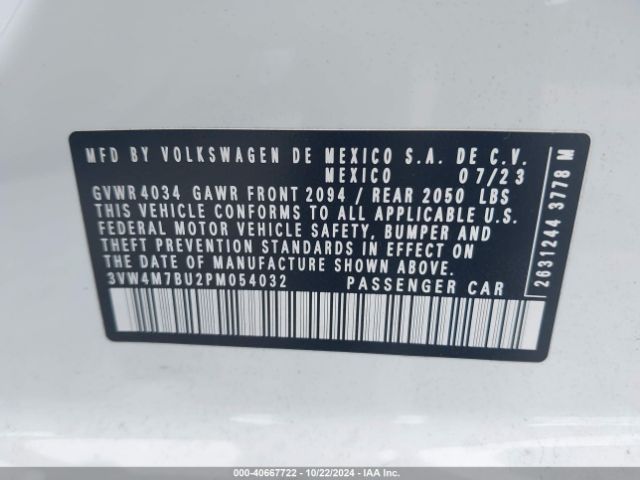 MFD BY VOLKSWAGEN DE MEXICO S.A. DE C.V.
MEXICO 07/23
GVWR 4034 GAWR FRONT 2094 / REAR 2050 LBS
THIS VEHICLE CONFORMS TO ALL APPLICABLE U.S.
FEDERAL MOTOR VEHICLE SAFETY, BUMPER AND
THEFT PREVENTION STANDARDS IN EFFECT ON
THE DATE OF MANUFACTURE SHOWN ABOVE.
3VW4M7BU2PM054032 PASSENGER CAR
2631244 3778 M
000-40667722 - 10/22/2024 - IAA Inc.